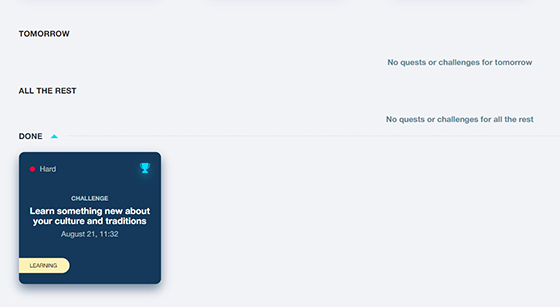 TOMORROW
No quests or challenges for tomorrow
ALL THE REST
No quests or challenges for all the rest
DONE
Hard
CHALLENGE
Learn something new about
your culture and traditions
August 21, 11:32
LEARNING